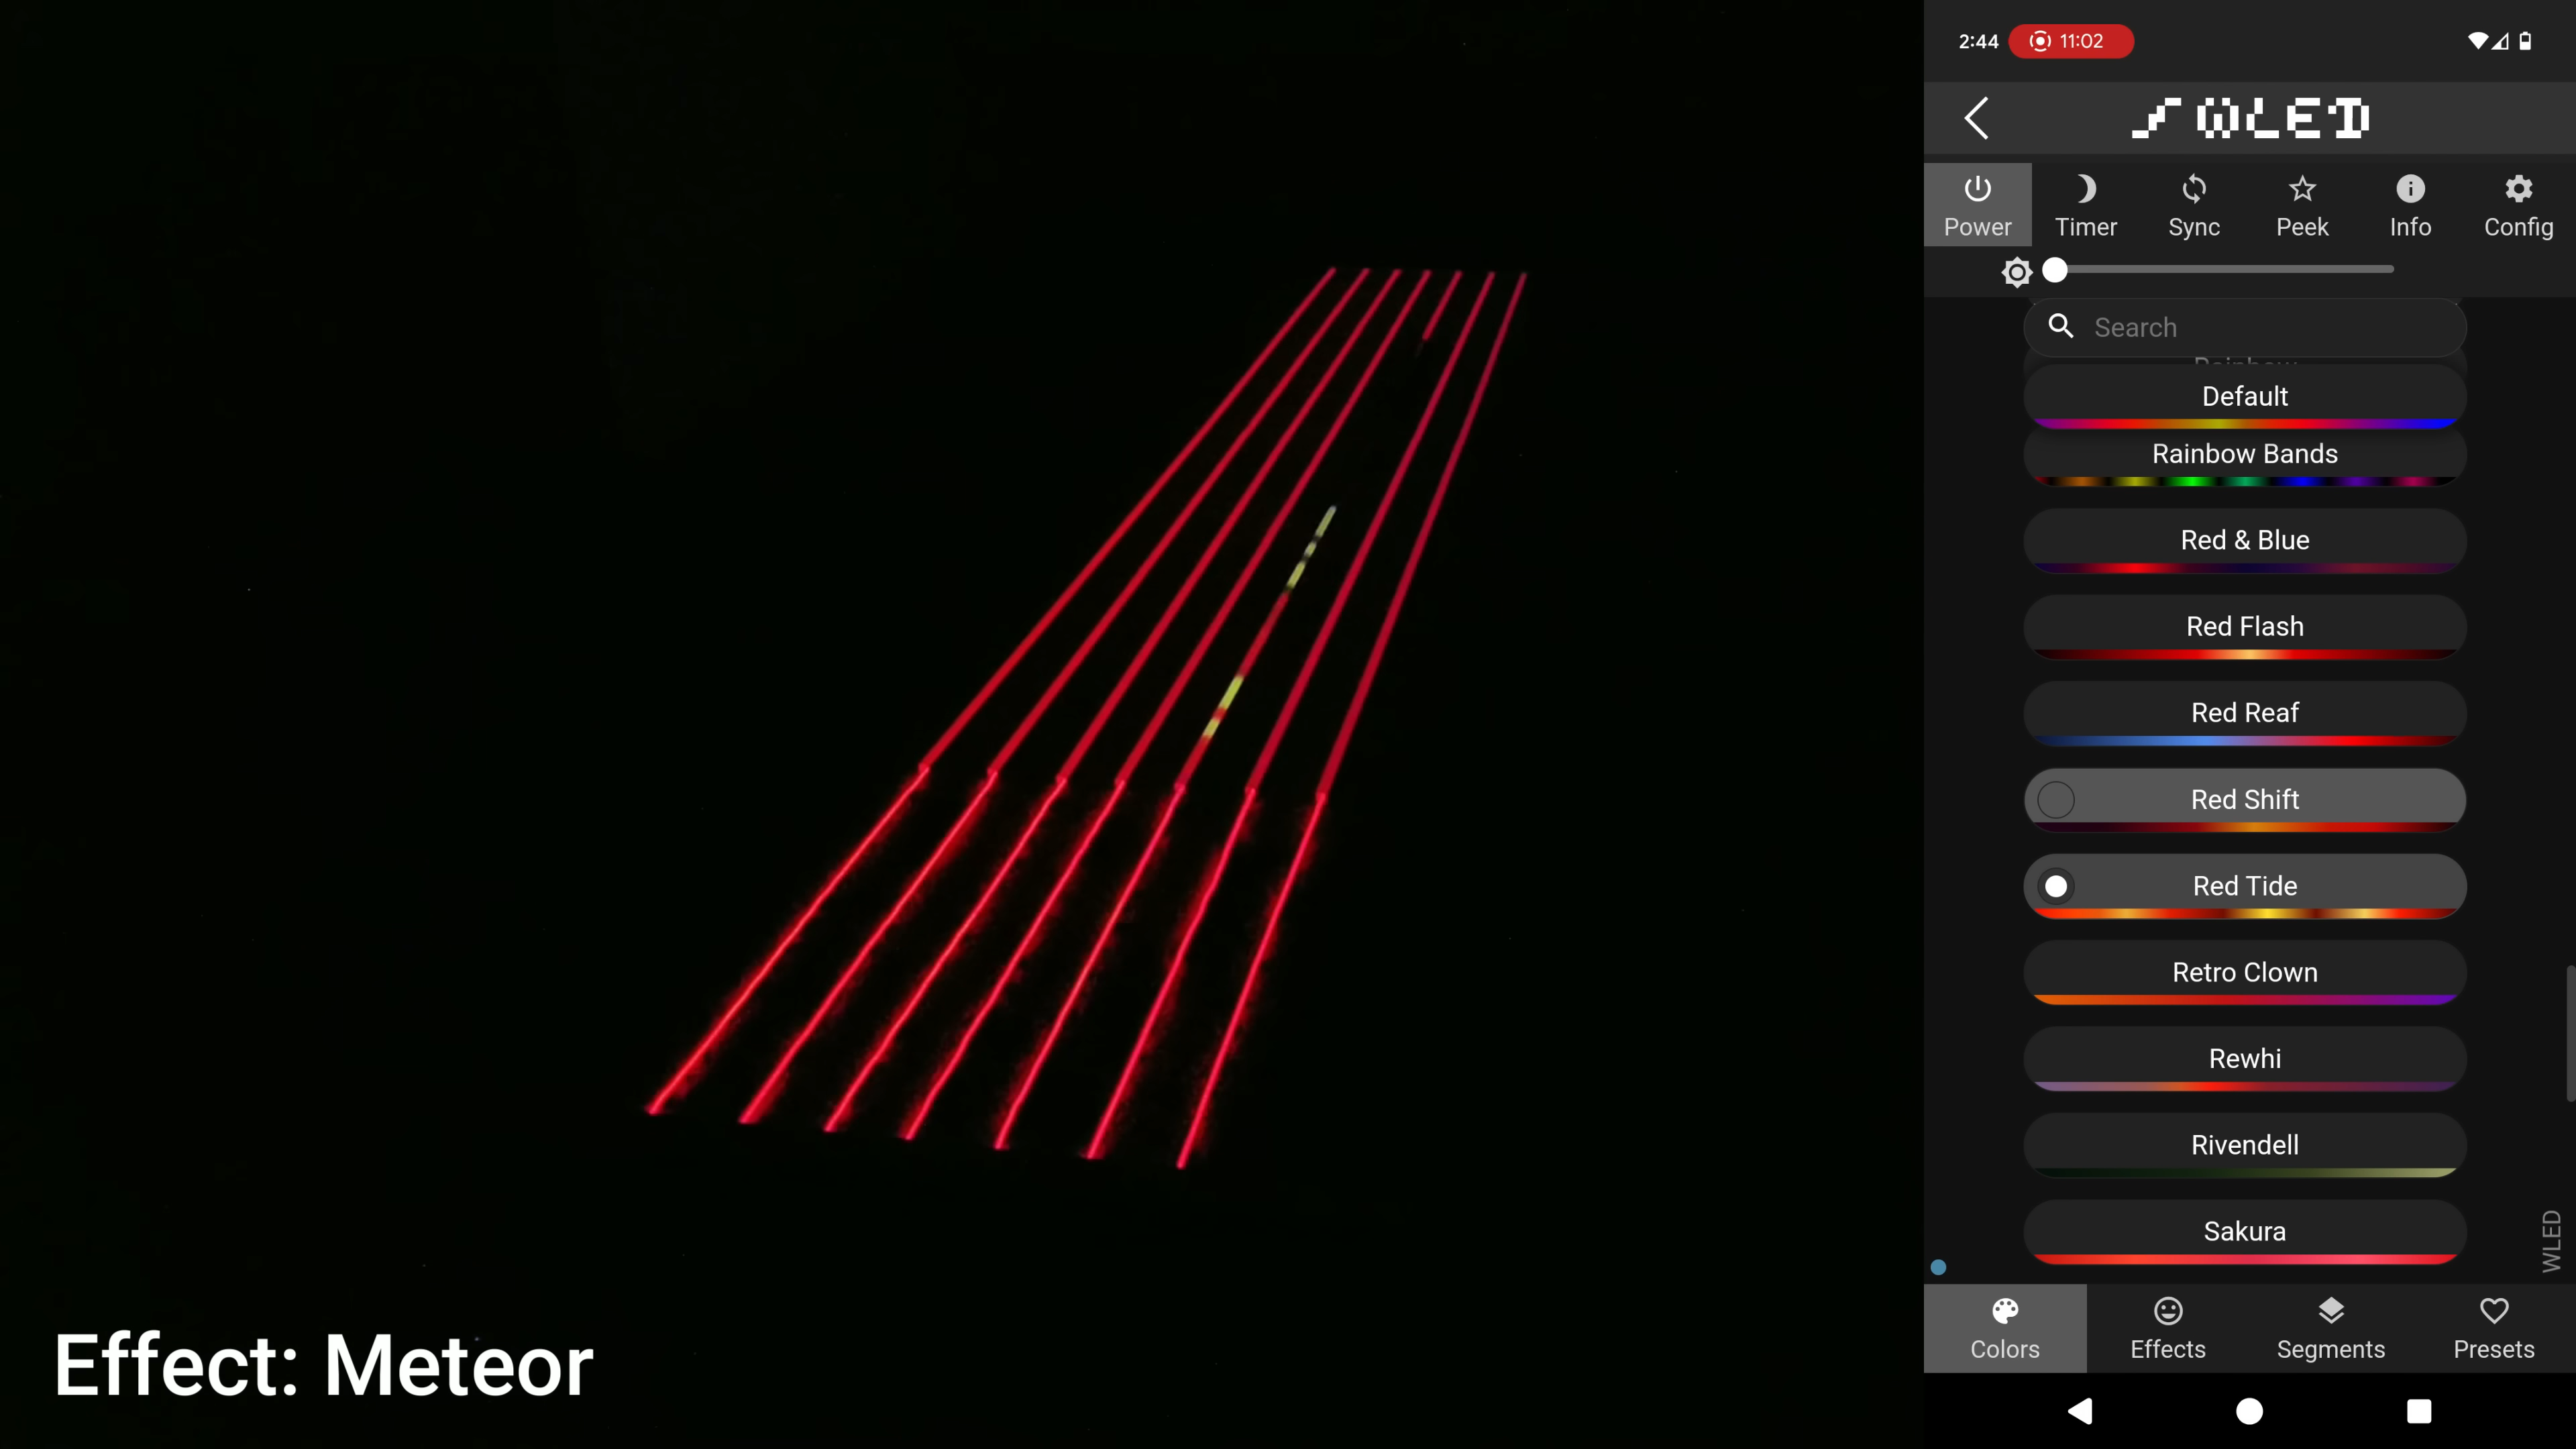 2:44 11:02
WLED
Power Timer Sync Peek Info Config
Search
Rainbow
Default
Rainbow Bands
Red & Blue
Red Flash
Red Reaf
Red Shift
Red Tide
Retro Clown
Rewhi
Rivendell
Sakura
WLED
Colors Effects Segments Presets
Effect: Meteor